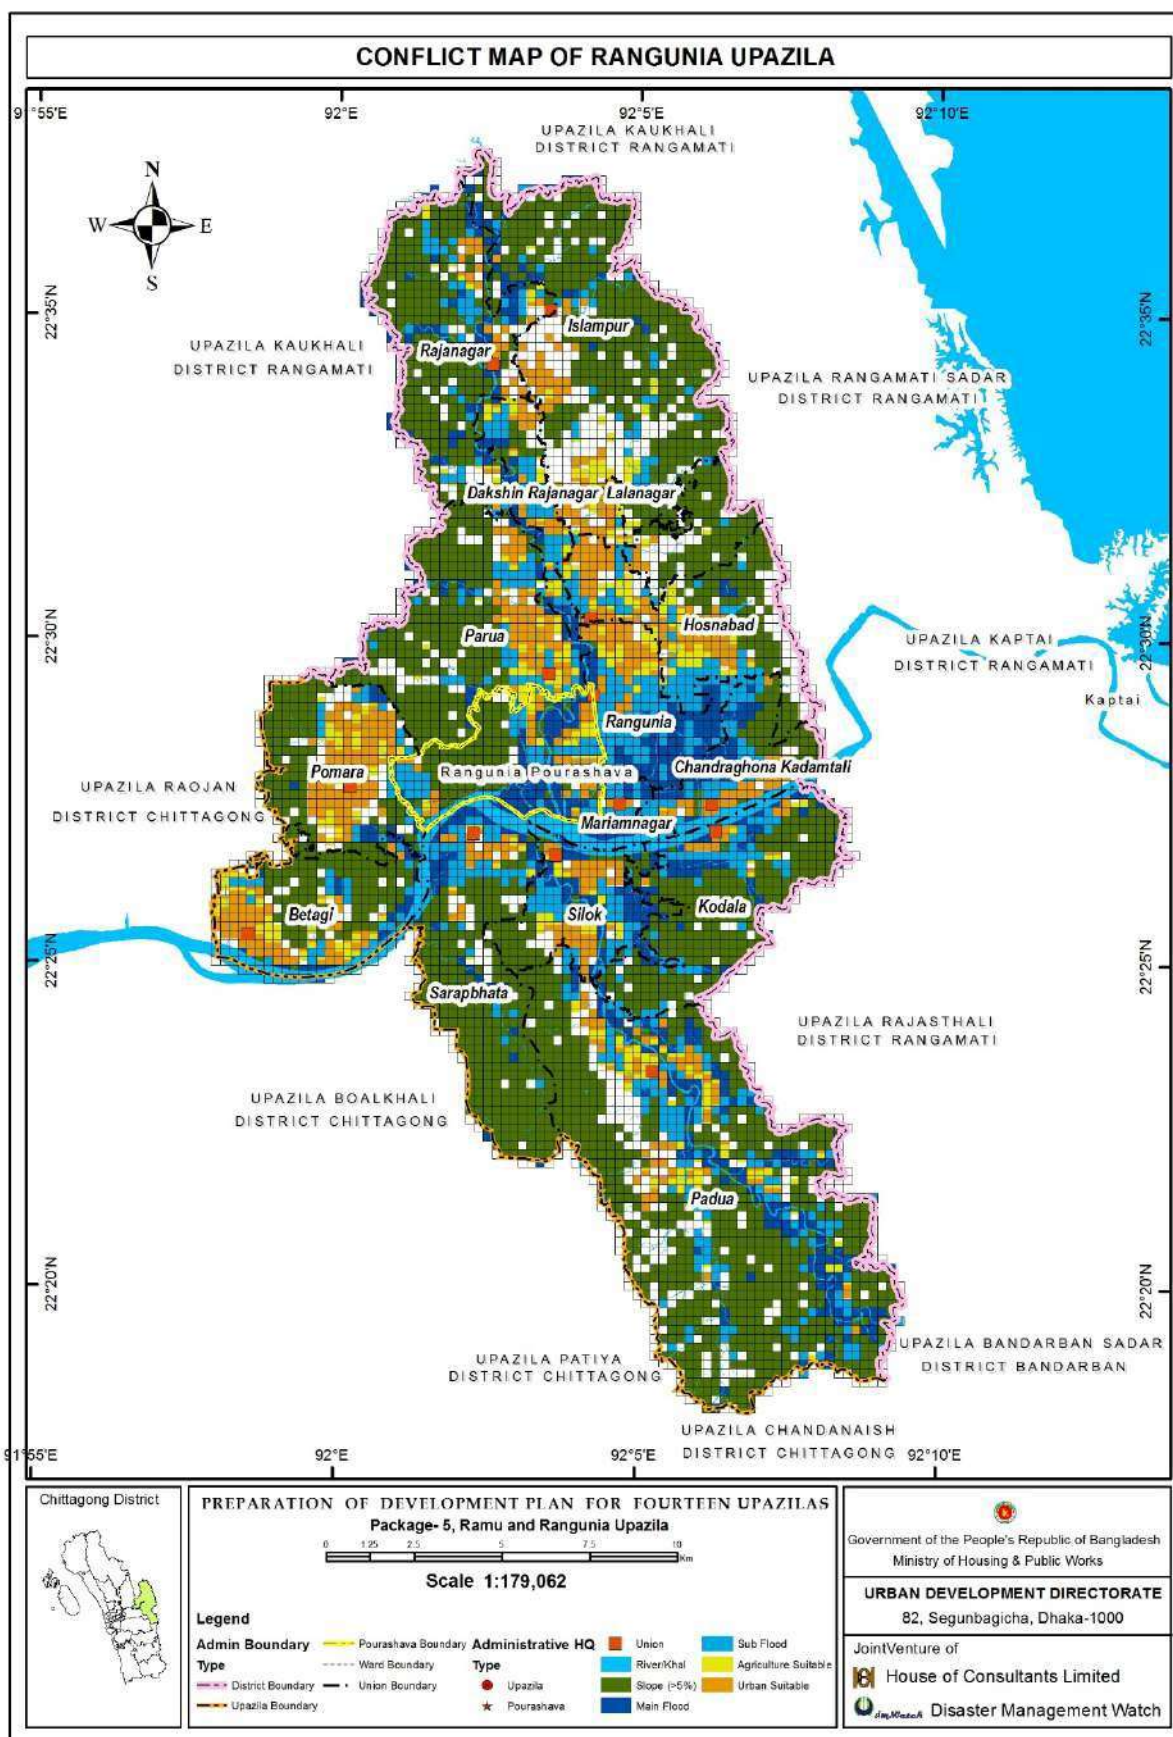 CONFLICT MAP OF RANGUNIA UPAZILA
91°55'E
92°E
92°5'E
92°10'E
UPAZILA KAUKHALI
DISTRICT RANGAMATI
N
W
E
S
22°35'N
22°35'N
Islampur
UPAZILA KAUKHALI
DISTRICT RANGAMATI
Rajanagar
UPAZILA RANGAMATI SADAR
DISTRICT RANGAMATI
Dakshin Rajanagar
Lalanagar
22°30'N
22°30'N
Parua
Hosnabad
UPAZILA KAPTAI
DISTRICT RANGAMATI
Kaptai
Rangunia
Pomara
Rangunia Pourashava
Chandraghona Kadamtali
UPAZILA RAOJAN
DISTRICT CHITTAGONG
Mariamnagar
Betagi
Silok
Kodala
22°25'N
22°25'N
Sarapbhata
UPAZILA RAJASTHALI
DISTRICT RANGAMATI
UPAZILA BOALKHALI
DISTRICT CHITTAGONG
Padua
22°20'N
22°20'N
UPAZILA BANDARBAN SADAR
DISTRICT BANDARBAN
UPAZILA PATIYA
DISTRICT CHITTAGONG
UPAZILA CHANDANAISH
DISTRICT CHITTAGONG
91°55'E
92°E
92°5'E
92°10'E
Chittagong District
PREPARATION OF DEVELOPMENT PLAN FOR FOURTEEN UPAZILAS
Package- 5, Ramu and Rangunia Upazila
0 1.25 2.5 5 7.5 10
Km
Scale 1:179,062
Legend
Admin Boundary
Type
District Boundary
Upazila Boundary
Pourashava Boundary
Ward Boundary
Union Boundary
Administrative HQ
Type
Upazila
Pourashava
Union
River/Khal
Slope (>5%)
Main Flood
Sub Flood
Agriculture Suitable
Urban Suitable
Government of the People's Republic of Bangladesh
Ministry of Housing & Public Works
URBAN DEVELOPMENT DIRECTORATE
82, Segunbagicha, Dhaka-1000
JointVenture of
House of Consultants Limited
Disaster Management Watch